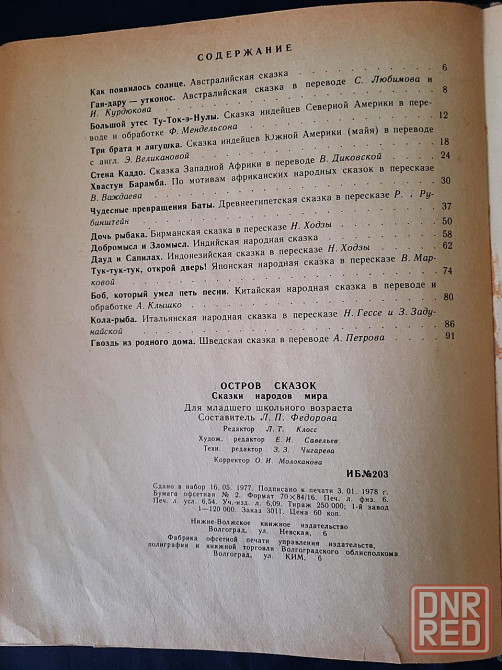 СОДЕРЖАНИЕ
Как появилось солнце. Австралийская сказка . . . . . . 6
Гая-дару — утконос. Австралийская сказка в переводе С. Любимова и
И. Курдюкова . . . . . . 8
Большой утес Ту-Ток-э-Нулы. Сказка индейцев Северной Америки в пере-
воде и обработке Ф. Мендельсона . . . . . . 12
Три брата и лягушка. Сказка индейцев Южной Америки (майя) в переводе
с англ. Э. Великановой . . . . . . 18
Стена Каддо. Сказка Западной Африки в переводе В. Диковской . . 24
Хвастун Барамба. По мотивам африканских народных сказок в пересказе
В. Важдаева . . . . . . 30
Чудесные превращения Баты. Древнеегипетская сказка в пересказе Р. Ру-
бинштейн . . . . . . 37
Дочь рыбака. Бирманская сказка в пересказе Н. Ходзы . . . 50
Добромысл и Зломысл. Индийская народная сказка . . . 58
Дауд и Сапилах. Индонезийская сказка в пересказе Н. Ходзы . . 62
Тук-тук-тук, открой дверь! Японская народная сказка в пересказе В. Мар-
ковой . . . . . . 74
Боб, который умел петь песни. Китайская народная сказка в переводе и
обработке А. Клышко . . . . . . 80
Кола-рыба. Итальянская народная сказка в пересказе Н. Гессе и З. Заду-
найской . . . . . . 86
Гвоздь из родного дома. Шведская сказка в переводе А. Петрова . . 91
ОСТРОВ СКАЗОК
Сказки народов мира
Для младшего школьного возраста
Составитель Л. П. Федорова
Редактор Л. Т. Класс
Худож. редактор Е. И. Савельев
Техн. редактор З. З. Чыгарева
Корректор О. И. Молоканова
ИБ№203
Сдано в набор 16. 05. 1977. Подписано к печати 3. 01. 1978 г.
Бумага офсетная № 2. Формат 70×84/16. Печ. л. физ. 6.
Печ. л. усл. 6,54. Уч.-изд. л. 6,09. Тираж 250 000; 1-й завод
1—120 000. Заказ 3011. Цена 60 коп.
Нижне-Волжское книжное издательство
Волгоград, ул. Невская, 6
Фабрика офсетной печати управления издательств,
полиграфии и книжной торговли Волгоградского облисполкома
Волгоград, ул. КИМ, 6
DNR
RED